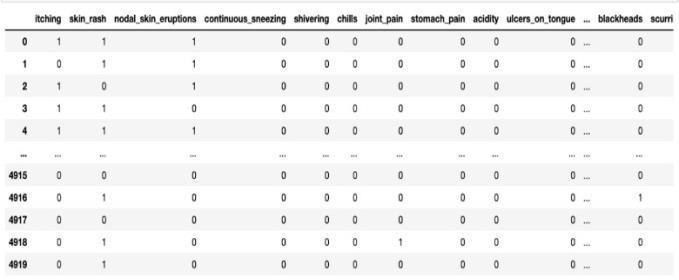 itching skin_rash nodal_skin_eruptions continuous_sneezing shivering chills joint_pain stomach_pain acidity ulcers_on_tongue ... blackheads scurri
0 1 1 1 0 0 0 0 0 0 0 ... 0
1 0 1 1 0 0 0 0 0 0 0 ... 0
2 1 0 1 0 0 0 0 0 0 0 ... 0
3 1 1 0 0 0 0 0 0 0 0 ... 0
4 1 1 1 0 0 0 0 0 0 0 ... 0
... ... ... ... ... ... ... ... ... ... ... ... ...
4915 0 0 0 0 0 0 0 0 0 0 ... 0
4916 0 1 0 0 0 0 0 0 0 0 ... 1
4917 0 0 0 0 0 0 0 0 0 0 ... 0
4918 0 1 0 0 0 0 1 0 0 0 ... 0
4919 0 1 0 0 0 0 0 0 0 0 ... 0